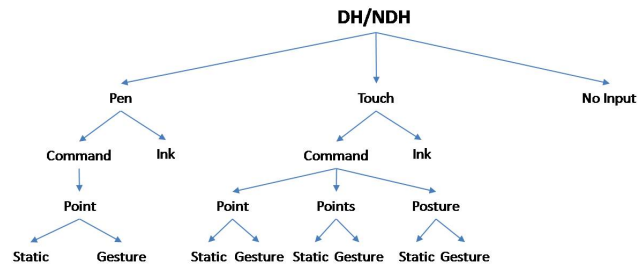 DH/NDH
Pen Touch No Input
Command Ink Command Ink
Point Point Points Posture
Static Gesture Static Gesture Static Gesture Static Gesture